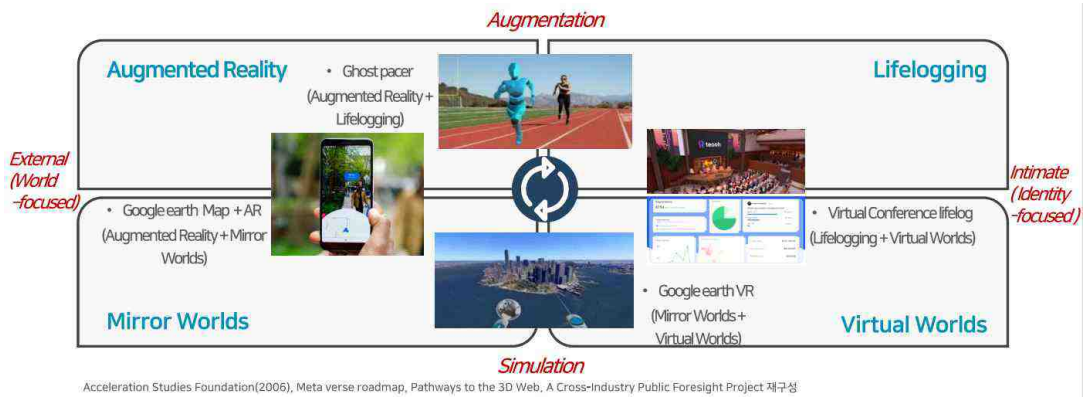 Augmentation
Augmented Reality
Lifelogging
• Ghost pacer
(Augmented Reality +
Lifelogging)
teooh
External
(World
-focused)
Intimate
(Identity
-focused)
• Google earth Map + AR
(Augmented Reality + Mirror
Worlds)
• Virtual Conference lifelog
(Lifelogging + Virtual Worlds)
• Google earth VR
(Mirror Worlds +
Virtual Worlds)
Mirror Worlds
Virtual Worlds
Simulation
Acceleration Studies Foundation(2006), Meta verse roadmap, Pathways to the 3D Web, A Cross-Industry Public Foresight Project 재구성